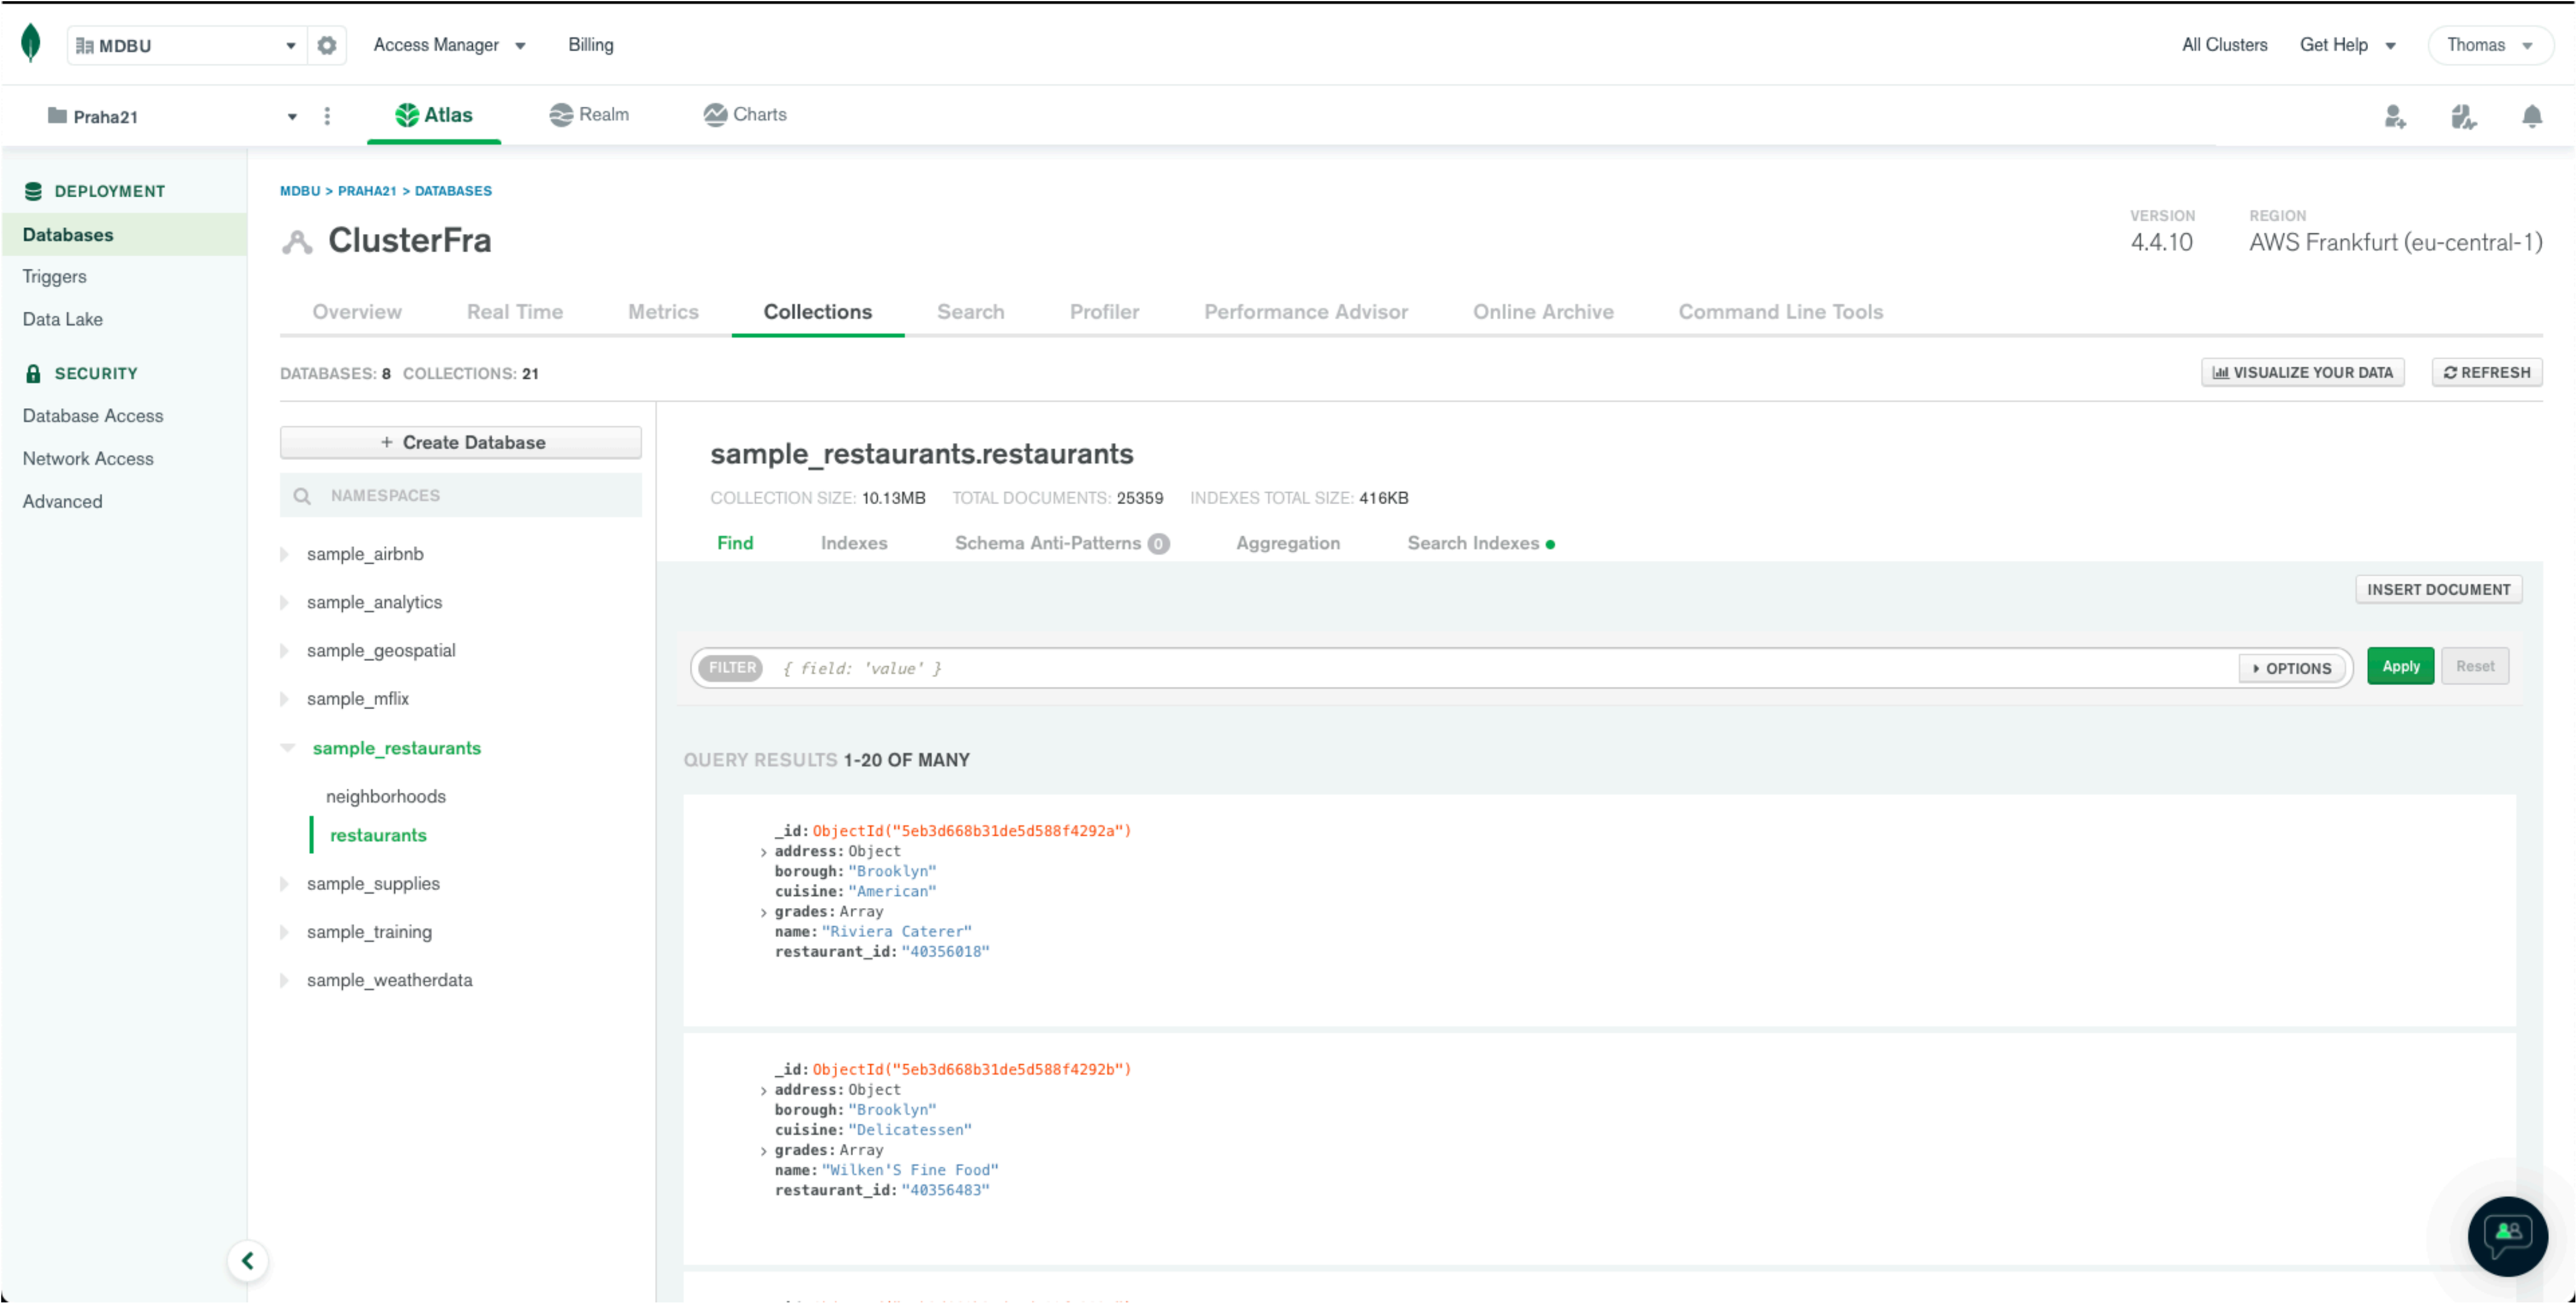 MDBU
Access Manager
Billing
All Clusters
Get Help
Thomas
Praha21
Atlas
Realm
Charts
DEPLOYMENT
Databases
Triggers
Data Lake
SECURITY
Database Access
Network Access
Advanced
MDBU > PRAHA21 > DATABASES
ClusterFra
VERSION
4.4.10
REGION
AWS Frankfurt (eu-central-1)
Overview
Real Time
Metrics
Collections
Search
Profiler
Performance Advisor
Online Archive
Command Line Tools
DATABASES: 8 COLLECTIONS: 21
VISUALIZE YOUR DATA
REFRESH
+ Create Database
NAMESPACES
sample_airbnb
sample_analytics
sample_geospatial
sample_mflix
sample_restaurants
neighborhoods
restaurants
sample_supplies
sample_training
sample_weatherdata
sample_restaurants.restaurants
COLLECTION SIZE: 10.13MB TOTAL DOCUMENTS: 25359 INDEXES TOTAL SIZE: 416KB
Find
Indexes
Schema Anti-Patterns 0
Aggregation
Search Indexes
INSERT DOCUMENT
FILTER { field: 'value' }
OPTIONS
Apply
Reset
QUERY RESULTS 1-20 OF MANY
_id: ObjectId("5eb3d668b31de5d588f4292a")
address: Object
borough: "Brooklyn"
cuisine: "American"
grades: Array
name: "Riviera Caterer"
restaurant_id: "40356018"
_id: ObjectId("5eb3d668b31de5d588f4292b")
address: Object
borough: "Brooklyn"
cuisine: "Delicatessen"
grades: Array
name: "Wilken'S Fine Food"
restaurant_id: "40356483"